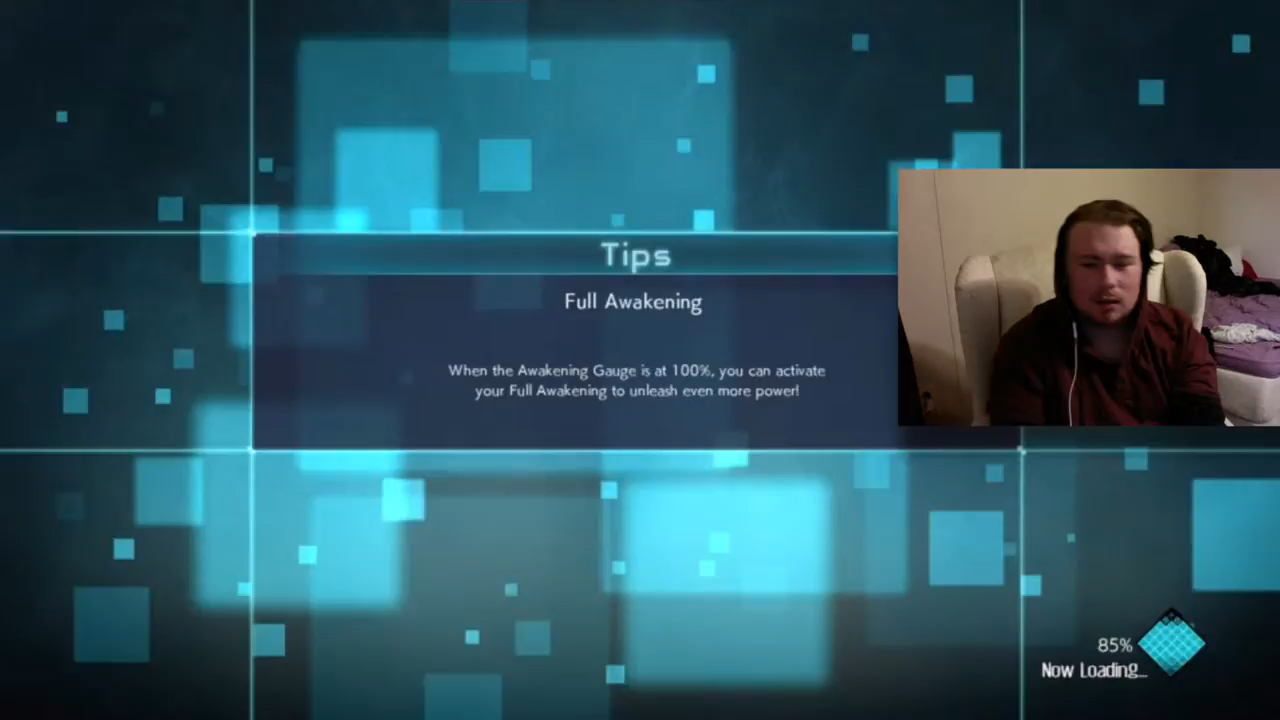 Tips
Full Awakening
When the Awakening Gauge is at 100%, you can activate
your Full Awakening to unleash even more power!
85%
Now Loading...